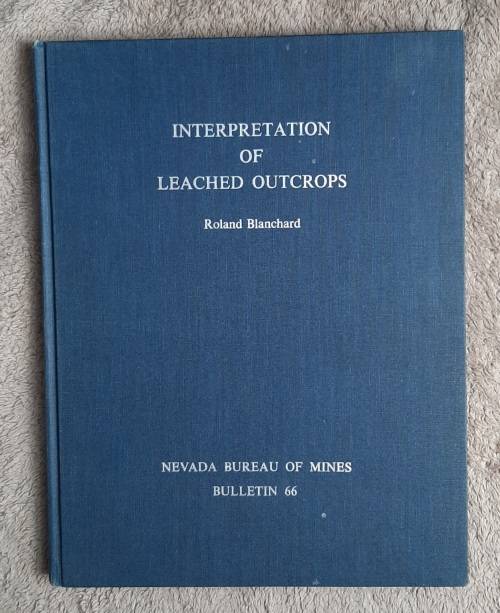 INTERPRETATION
OF
LEACHED OUTCROPS
Roland Blanchard
NEVADA BUREAU OF MINES
BULLETIN 66